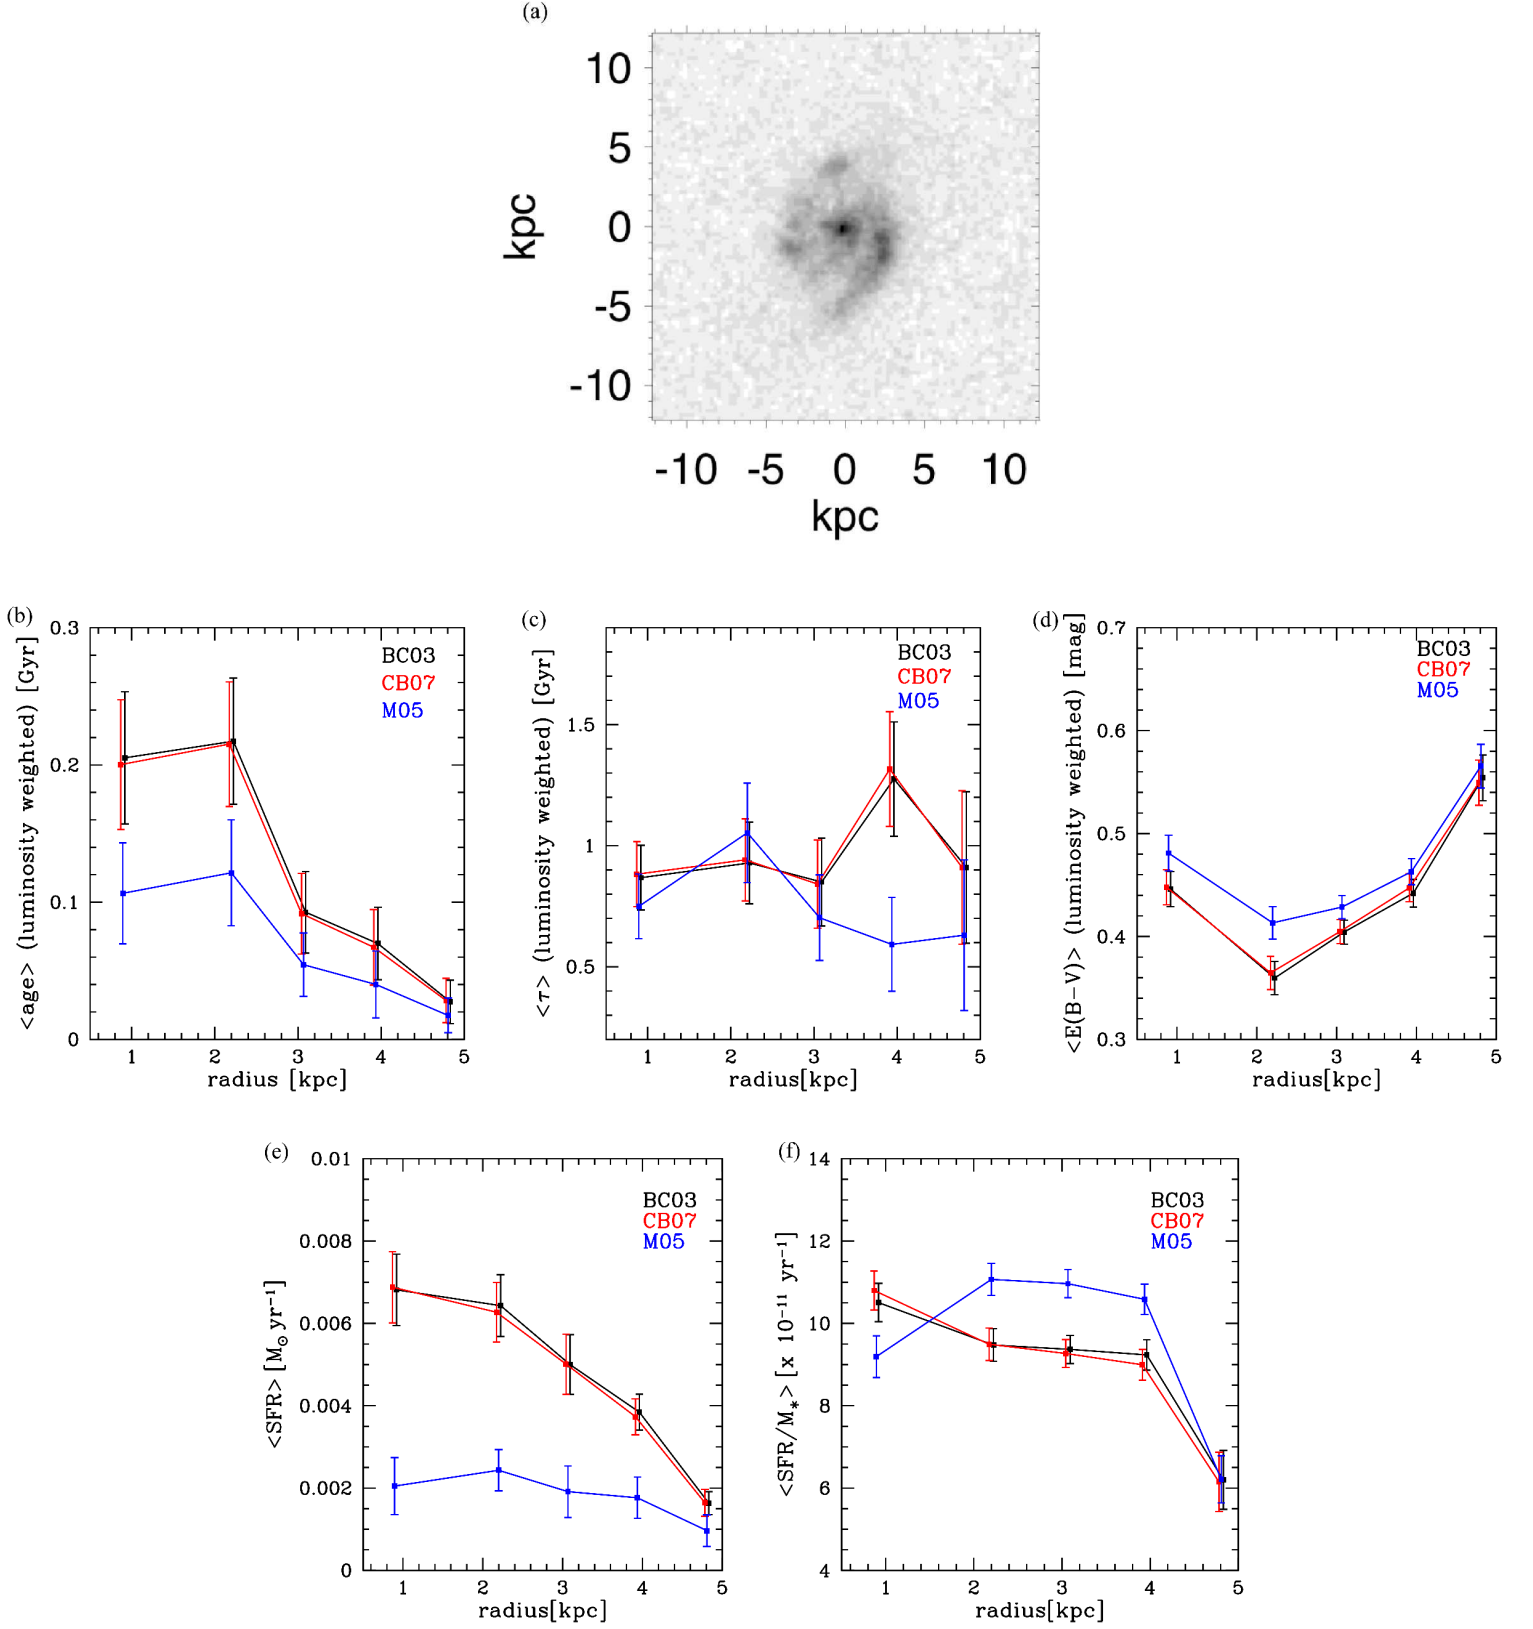 (a)
10
5
0
-5
-10
kpc
-10 -5 0 5 10
kpc
(b)
<age> (luminosity weighted) [Gyr]
0.3
0.2
0.1
0
BC03
CB07
M05
1 2 3 4 5
radius [kpc]
(c)
<τ> (luminosity weighted) [Gyr]
1.5
1
0.5
BC03
CB07
M05
1 2 3 4 5
radius[kpc]
(d)
<E(B−V)> (luminosity weighted) [mag]
0.7
0.6
0.5
0.4
0.3
BC03
CB07
M05
1 2 3 4 5
radius[kpc]
(e)
<SFR> [M⊙ yr⁻¹]
0.01
0.008
0.006
0.004
0.002
0
BC03
CB07
M05
1 2 3 4 5
radius[kpc]
(f)
<SFR/M*> [x 10⁻¹¹ yr⁻¹]
14
12
10
8
6
4
BC03
CB07
M05
1 2 3 4 5
radius[kpc]